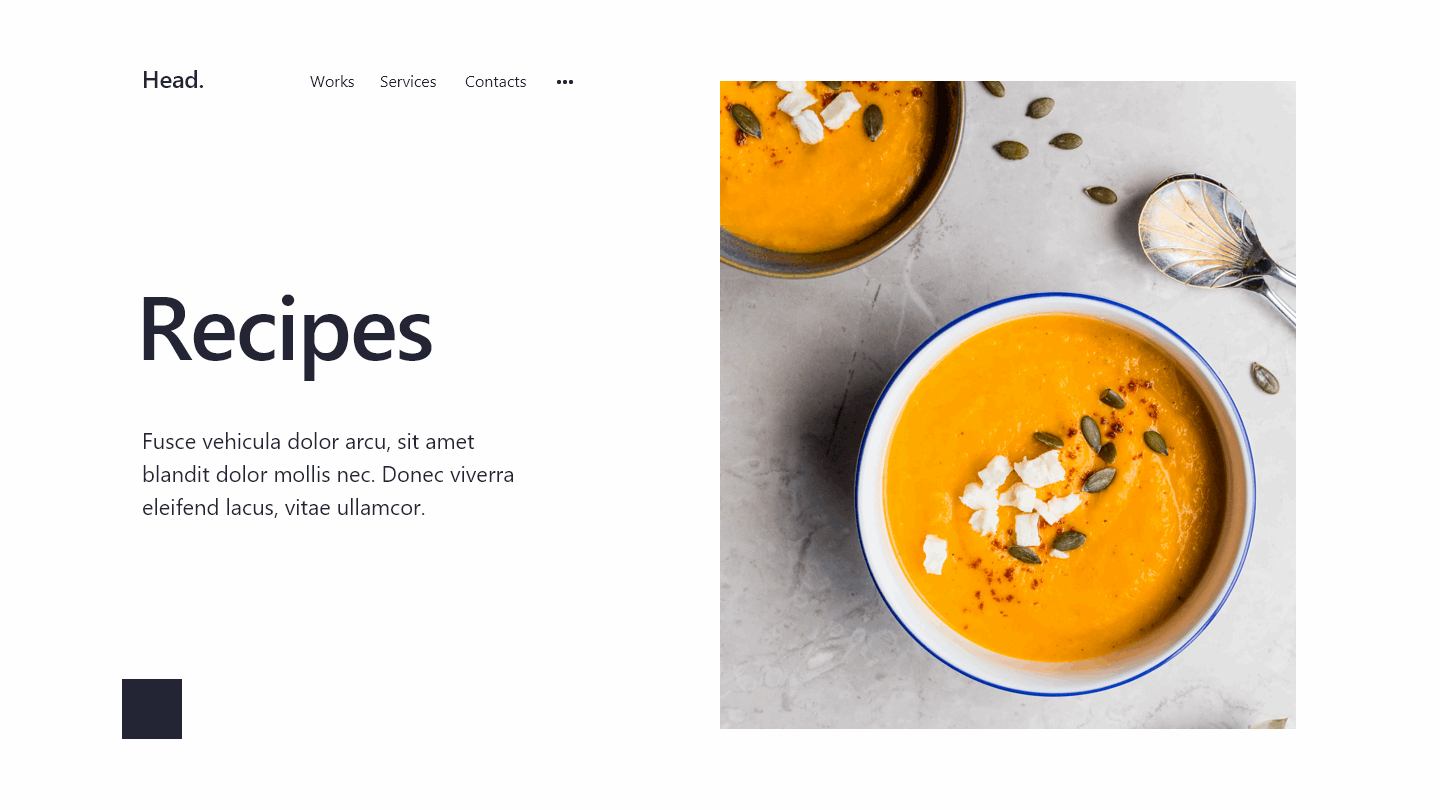 Head.
Works Services Contacts
Recipes
Fusce vehicula dolor arcu, sit amet
blandit dolor mollis nec. Donec viverra
eleifend lacus, vitae ullamcor.